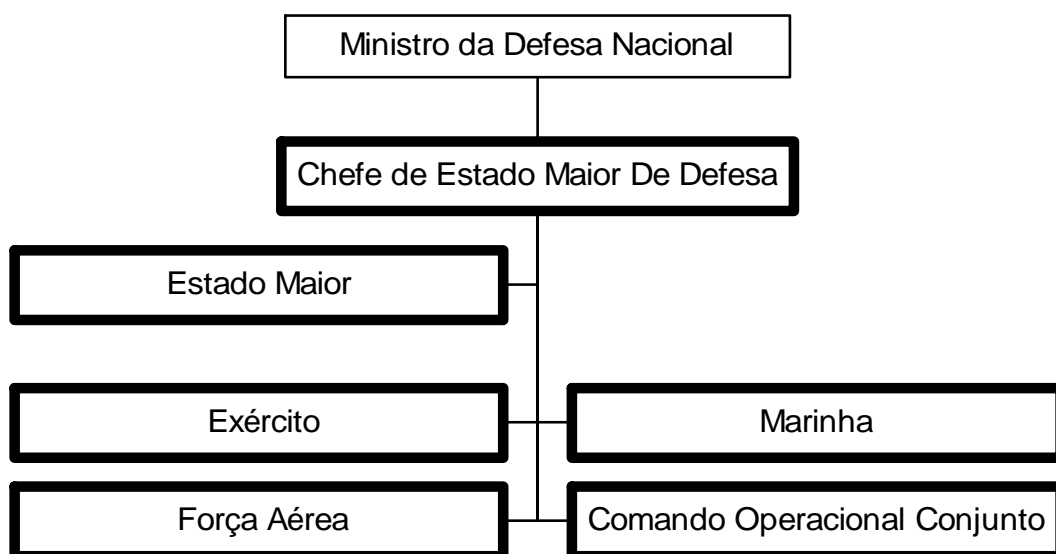 Ministro da Defesa Nacional
Chefe de Estado Maior De Defesa
Estado Maior
Exército
Marinha
Força Aérea
Comando Operacional Conjunto